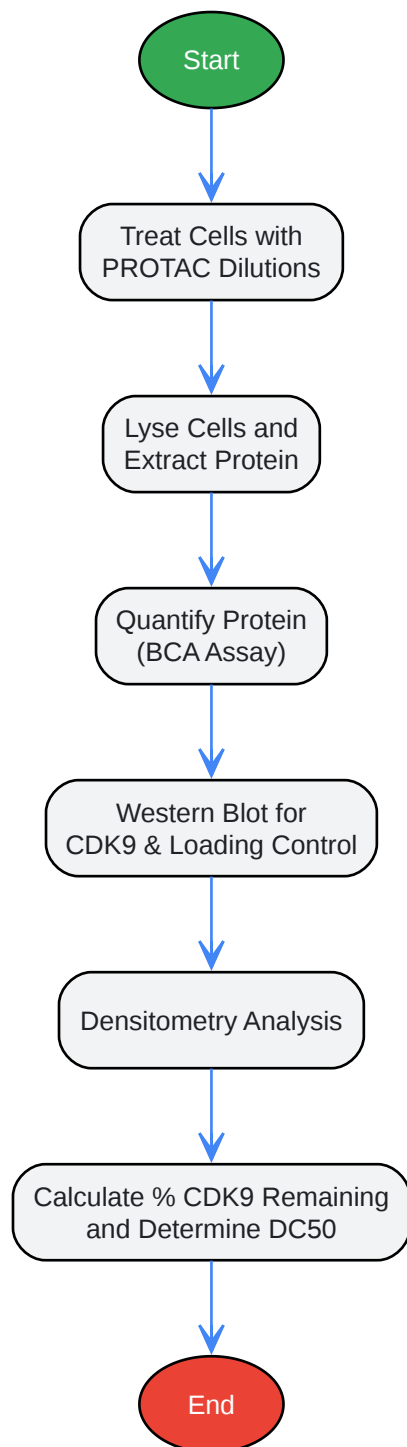 Start
Treat Cells with
PROTAC Dilutions
Lyse Cells and
Extract Protein
Quantify Protein
(BCA Assay)
Western Blot for
CDK9 & Loading Control
Densitometry Analysis
Calculate % CDK9 Remaining
and Determine DC50
End